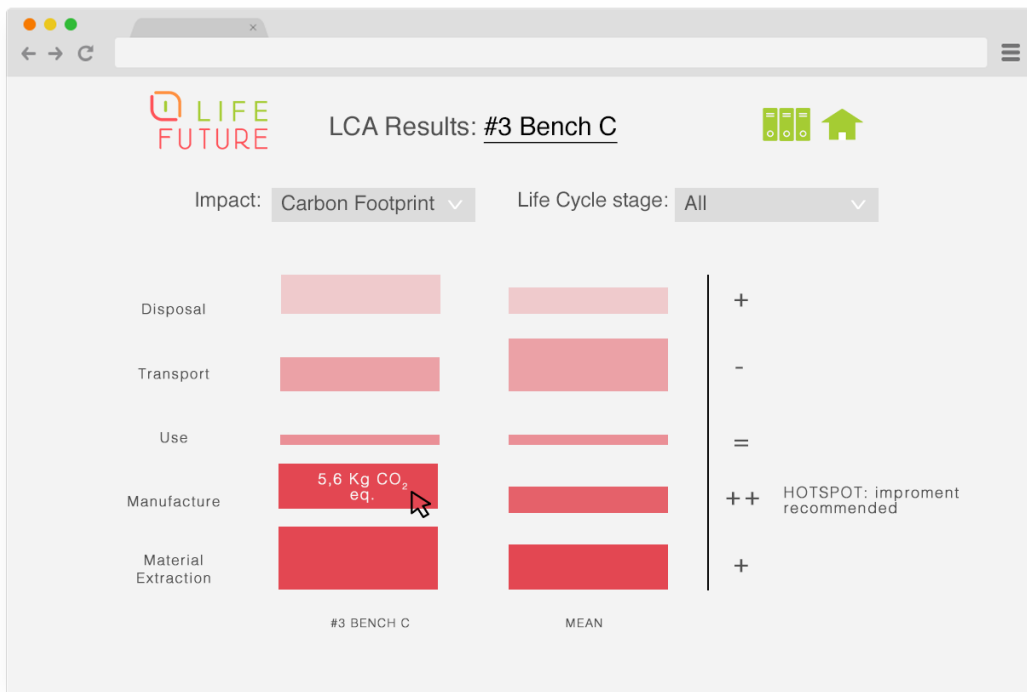 LIFE
FUTURE
LCA Results: #3 Bench C
Impact: Carbon Footprint
Life Cycle stage: All
Disposal
+
Transport
-
Use
=
Manufacture
5,6 Kg CO₂
eq.
++
HOTSPOT: improment
recommended
Material
Extraction
+
#3 BENCH C
MEAN